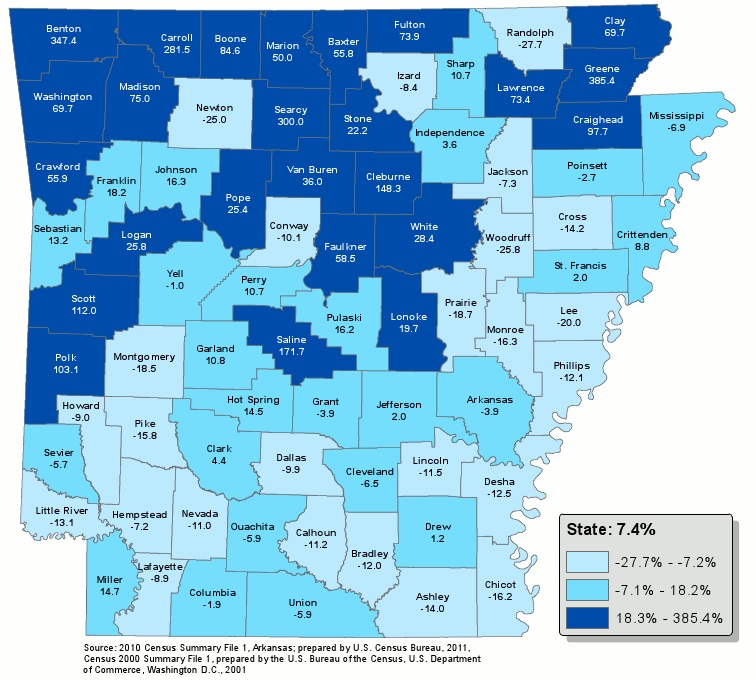 Benton
347.4
Carroll
281.5
Boone
84.6
Marion
50.0
Baxter
55.8
Fulton
73.9
Randolph
-27.7
Clay
69.7
Sharp
10.7
Izard
-8.4
Greene
385.4
Lawrence
73.4
Washington
69.7
Madison
75.0
Newton
-25.0
Searcy
300.0
Stone
22.2
Independence
3.6
Craighead
97.7
Mississippi
-6.9
Crawford
55.9
Franklin
18.2
Johnson
16.3
Pope
25.4
Van Buren
36.0
Cleburne
148.3
Jackson
-7.3
Poinsett
-2.7
Sebastian
13.2
Logan
25.8
Conway
-10.1
Faulkner
58.5
White
28.4
Woodruff
-25.8
Cross
-14.2
Crittenden
8.8
Scott
112.0
Yell
-1.0
Perry
10.7
Pulaski
16.2
Lonoke
19.7
Prairie
-18.7
Monroe
-16.3
St. Francis
2.0
Lee
-20.0
Polk
103.1
Montgomery
-18.5
Garland
10.8
Saline
171.7
Phillips
-12.1
Howard
-9.0
Pike
-15.8
Hot Spring
14.5
Grant
-3.9
Jefferson
2.0
Arkansas
-3.9
Sevier
-5.7
Clark
4.4
Dallas
-9.9
Cleveland
-6.5
Lincoln
-11.5
Desha
-12.5
Little River
-13.1
Hempstead
-7.2
Nevada
-11.0
Ouachita
-5.9
Calhoun
-11.2
Bradley
-12.0
Drew
1.2
Miller
14.7
Lafayette
-8.9
Columbia
-1.9
Union
-5.9
Ashley
-14.0
Chicot
-16.2
State: 7.4%
-27.7% - -7.2%
-7.1% - 18.2%
18.3% - 385.4%
Source: 2010 Census Summary File 1, Arkansas; prepared by U.S. Census Bureau, 2011,
Census 2000 Summary File 1, prepared by the U.S. Bureau of the Census, U.S. Department
of Commerce, Washington D.C., 2001